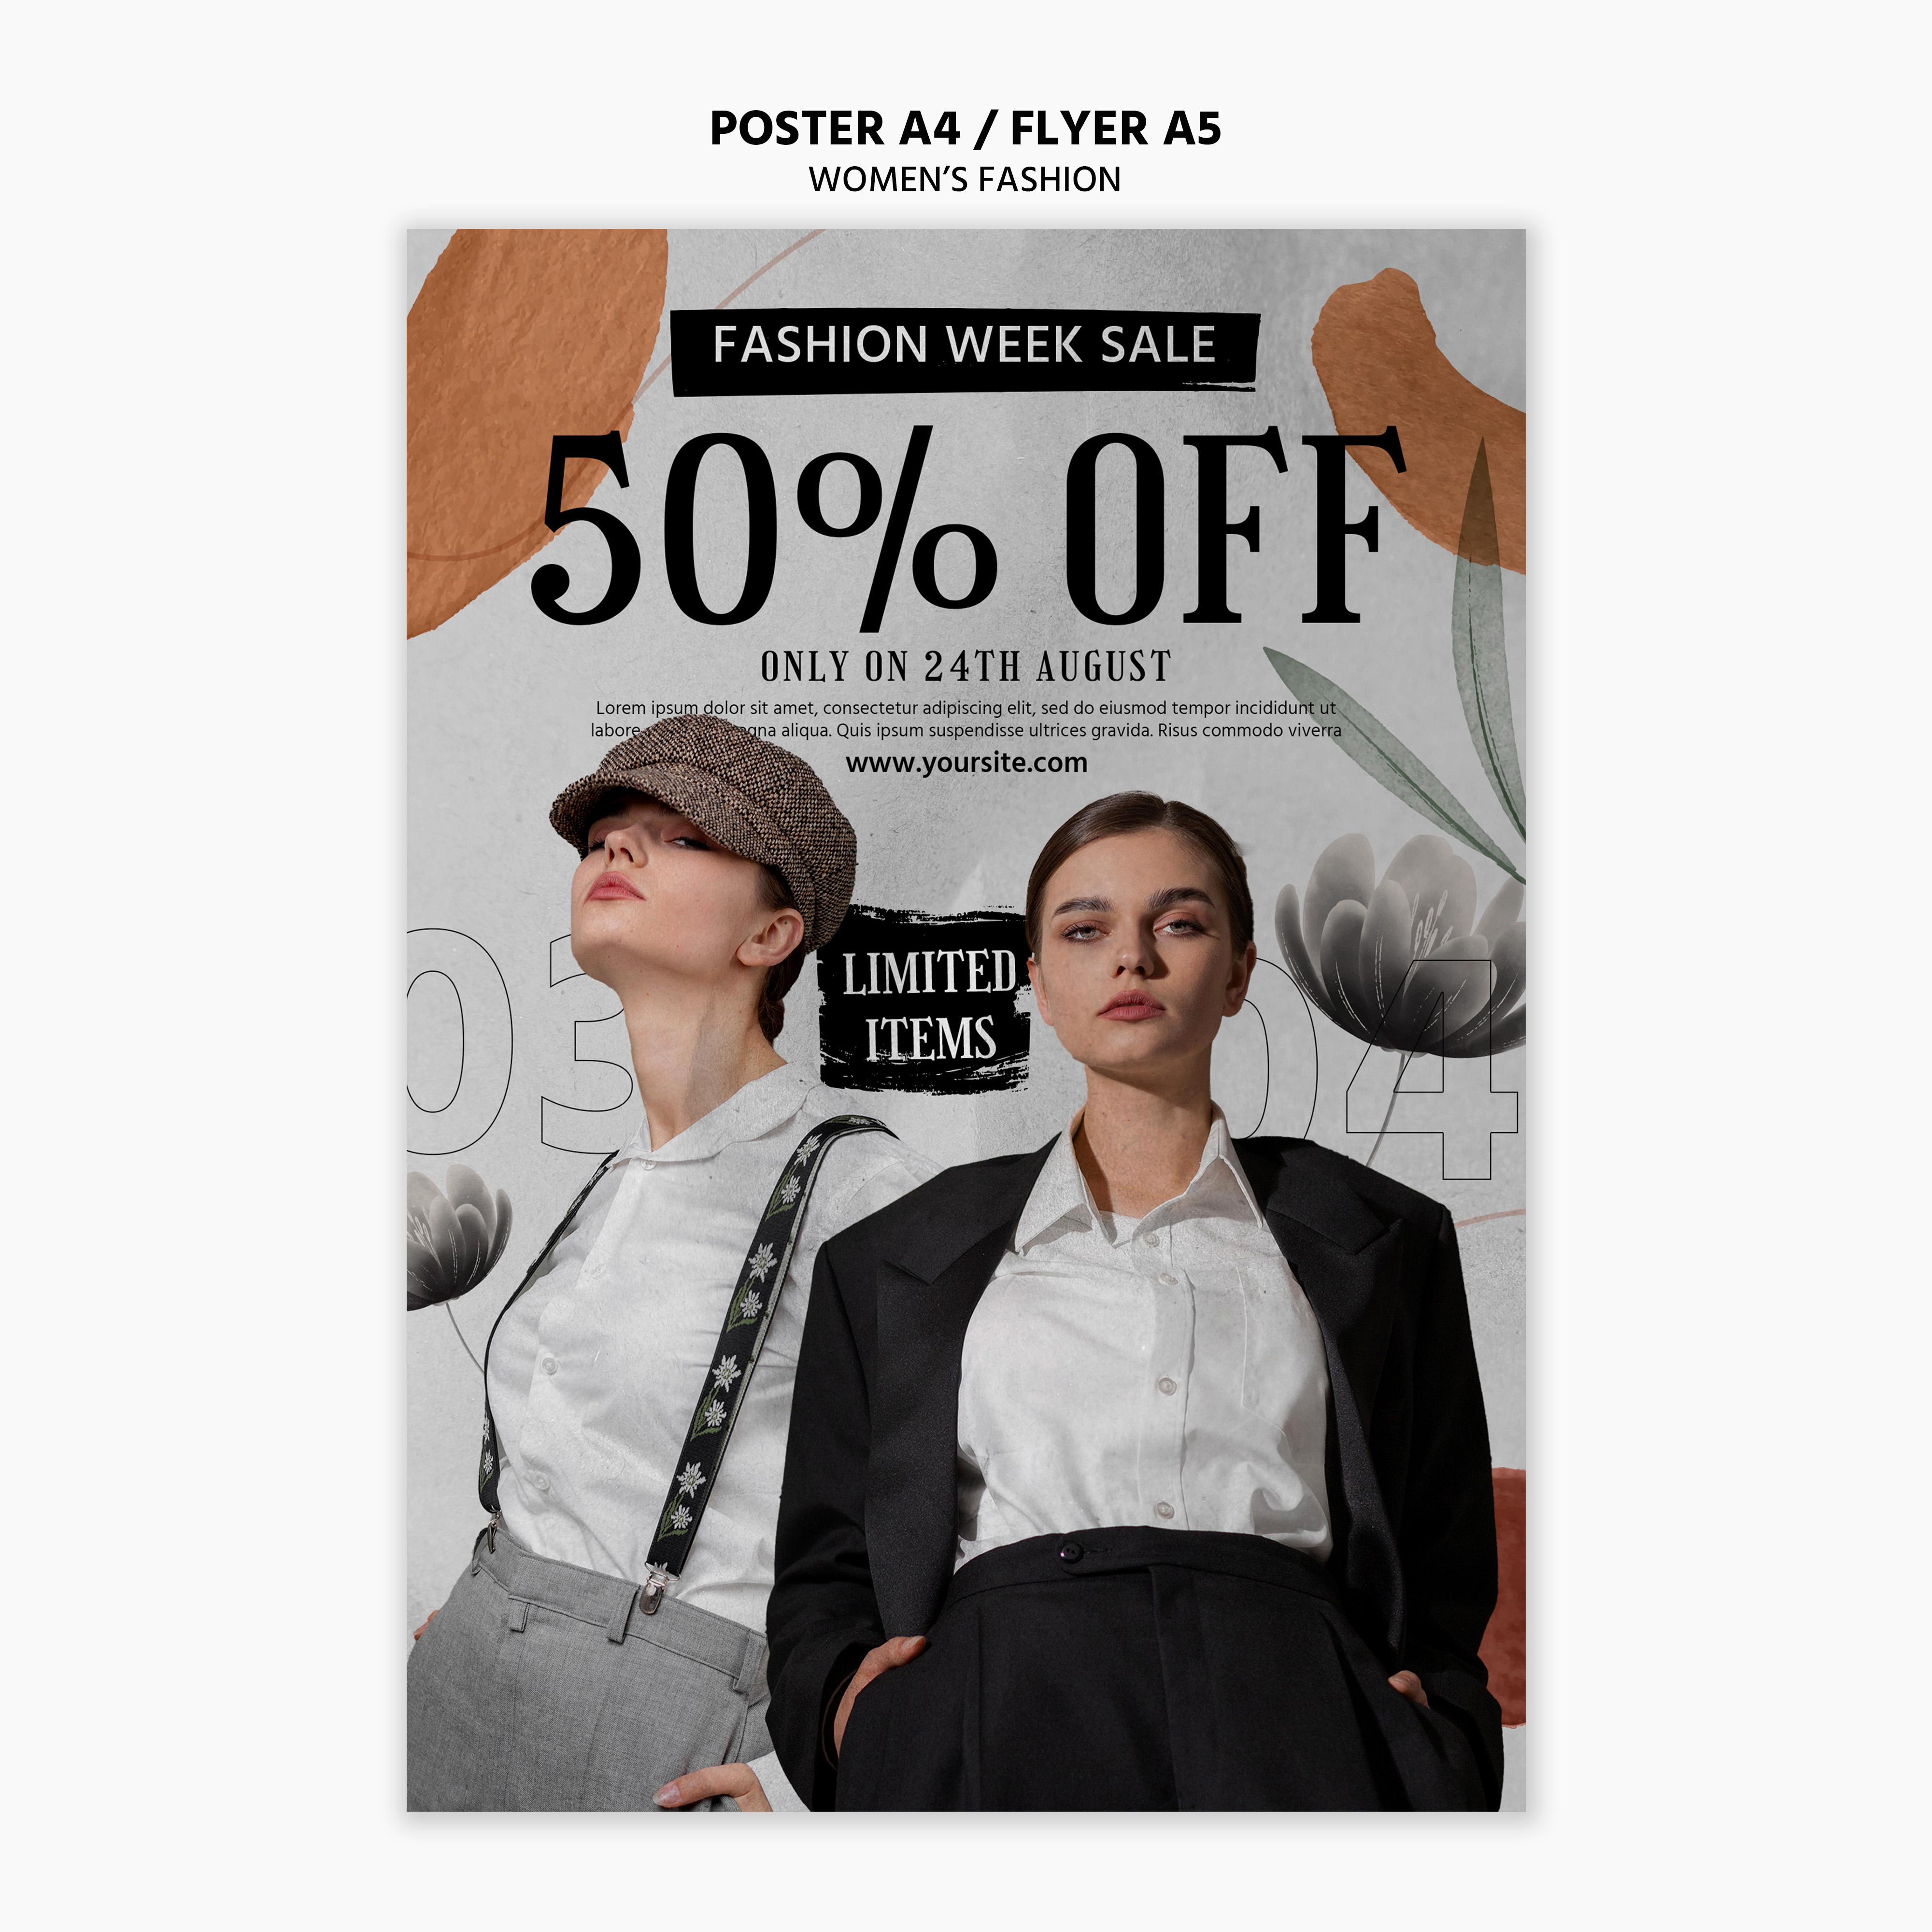 POSTER A4 / FLYER A5
WOMEN’S FASHION
FASHION WEEK SALE
50% OFF
ONLY ON 24TH AUGUST
Lorem ipsum dolor sit amet, consectetur adipiscing elit, sed do eiusmod tempor incididunt ut
labore aliqua. Quis ipsum suspendisse ultrices gravida. Risus commodo viverra
www.yoursite.com
LIMITED
ITEMS
03
04